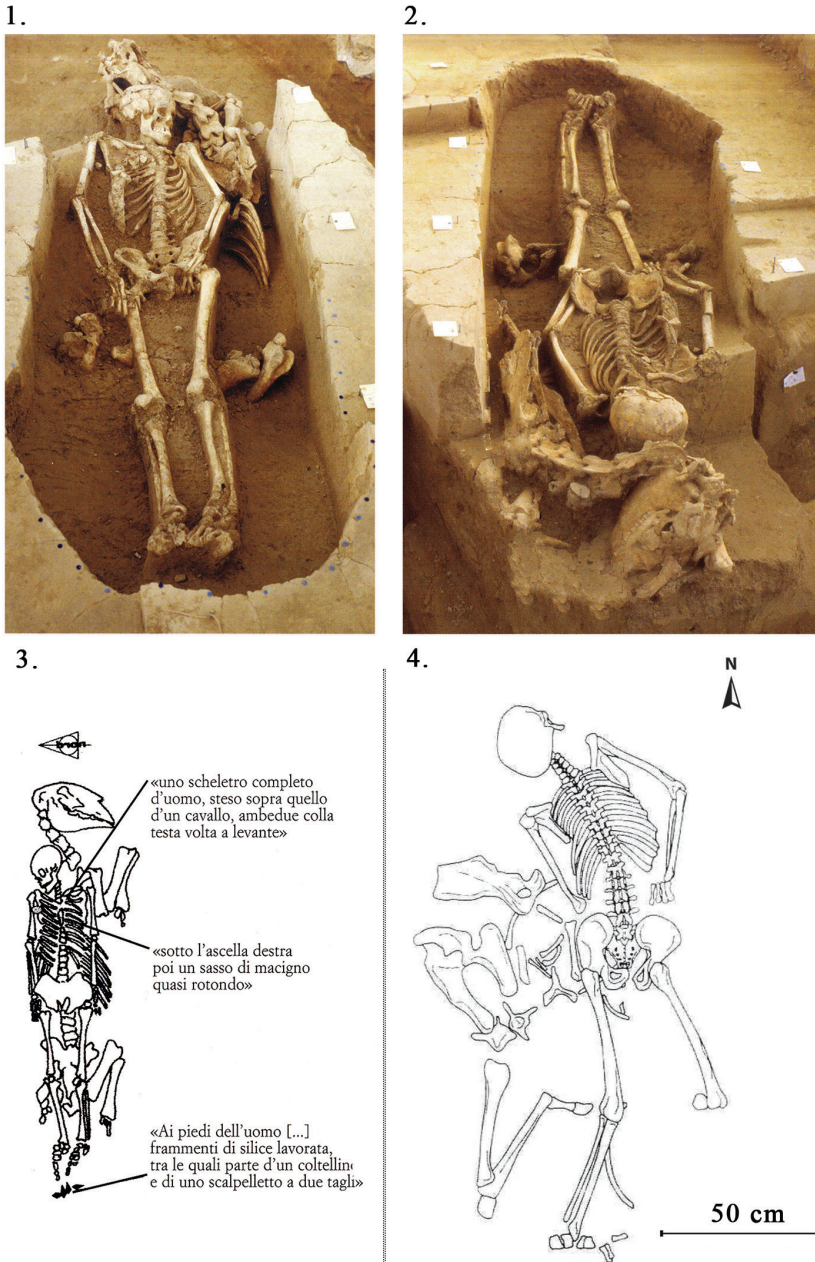 1.
2.
3.
4.
N
«uno scheletro completo
d'uomo, steso sopra quello
d'un cavallo, ambedue colla
testa volta a levante»
«sotto l'ascella destra
poi un sasso di macigno
quasi rotondo»
«Ai piedi dell'uomo [...]
frammenti di silice lavorata,
tra le quali parte d'un coltellino
e di uno scalpelletto a due tagli»
50 cm